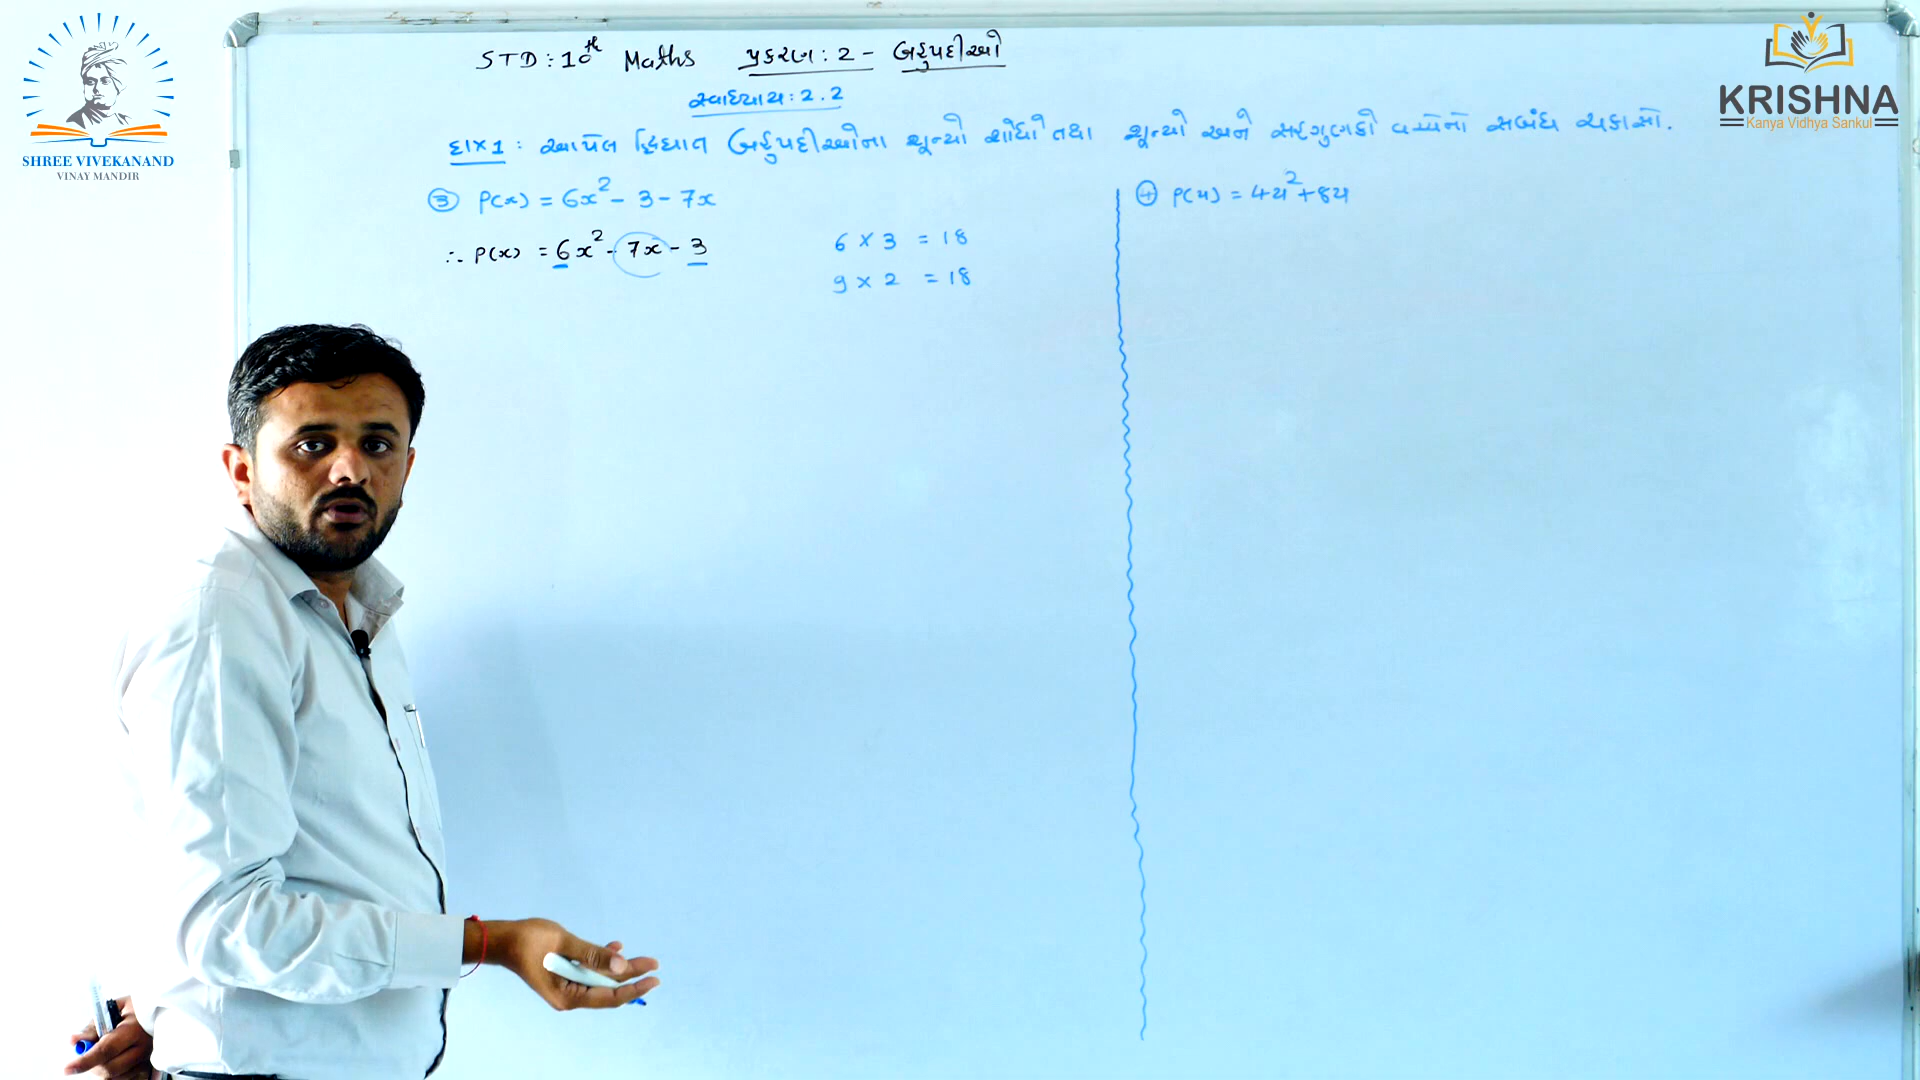 SHREE VIVEKANAND
VINAY MANDIR
KRISHNA
Kanya Vidhya Sankul
STD : 10th Maths પ્રકરણ : 2 - બહુપદીઓ
સ્વાધ્યાય : 2.2
દાખ 1 : આપેલ દ્વિઘાત બહુપદીઓના શૂન્યો શોધો તથા શૂન્યો અને સહગુણકો વચ્ચેનો સબંધ ચકાસો.
③ P(x) = 6x² - 3 - 7x
∴ P(x) = 6x² - 7x - 3
6 × 3 = 18
9 × 2 = 18
④ P(u) = 4u² + 8u